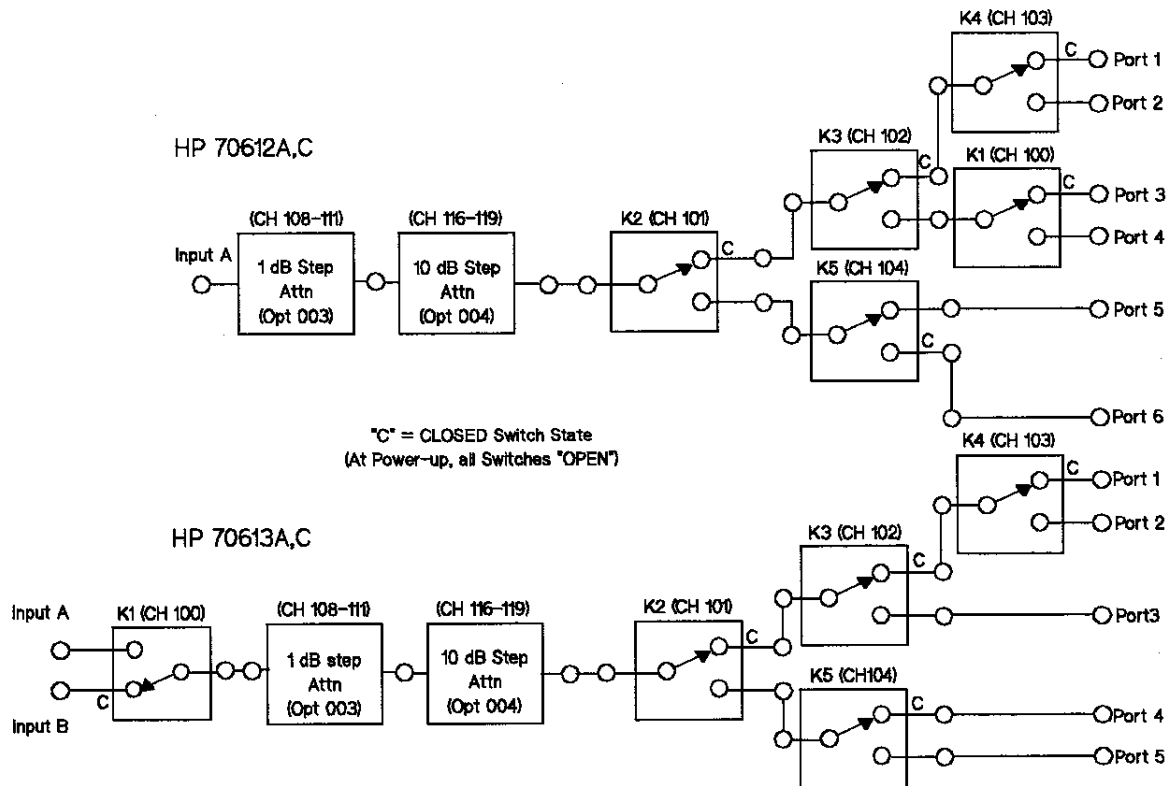 HP 70612A,C
K4 (CH 103)
C
Port 1
Port 2
K3 (CH 102)
C
K1 (CH 100)
C
Port 3
Port 4
(CH 108-111)
Input A
1 dB Step
Attn
(Opt 003)
(CH 116-119)
10 dB Step
Attn
(Opt 004)
K2 (CH 101)
C
K5 (CH 104)
C
Port 5
Port 6
"C" = CLOSED Switch State
(At Power-up, all Switches "OPEN")
HP 70613A,C
K4 (CH 103)
C
Port 1
Port 2
K3 (CH 102)
C
Port3
Input A
K1 (CH 100)
C
Input B
(CH 108-111)
1 dB step
Attn
(Opt 003)
(CH 116-119)
10 dB Step
Attn
(Opt 004)
K2 (CH 101)
C
K5 (CH104)
C
Port 4
Port 5